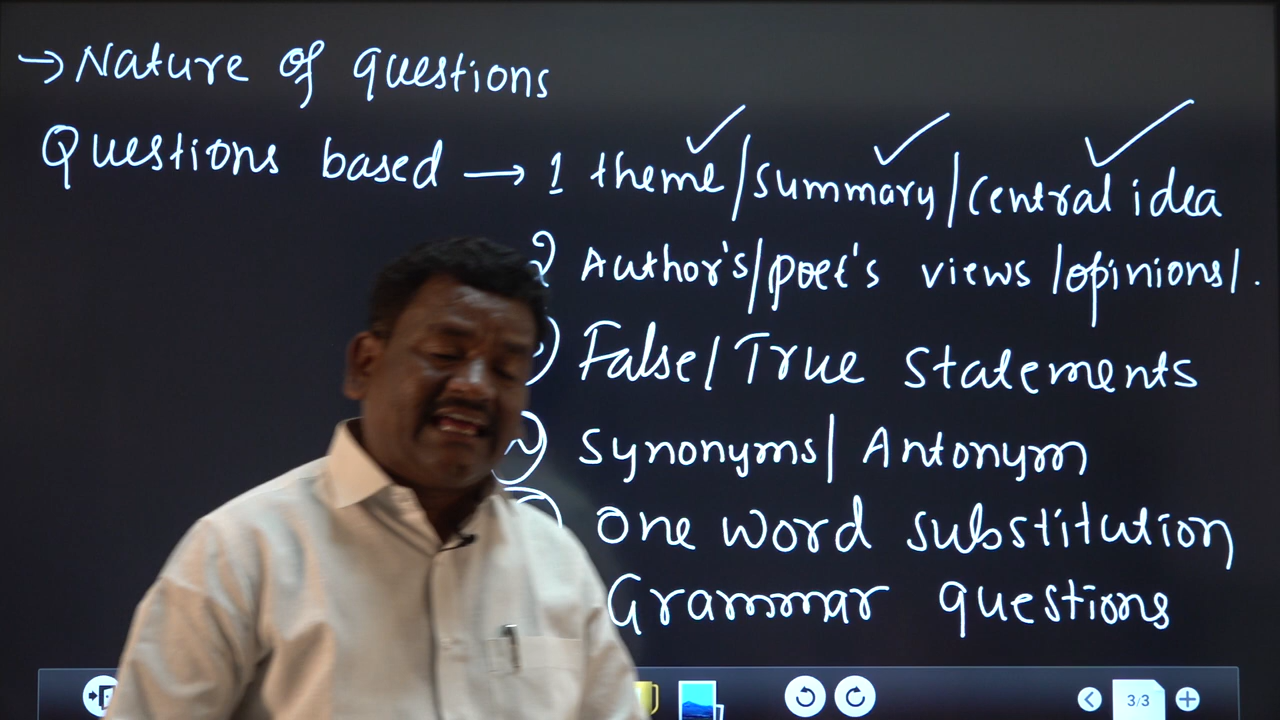 → Nature of questions
Questions based → 1 theme/summary/central idea
2 Author's/poet's views /opinions/.
False/True statements
Synonyms/ Antonym
One word substitution
Grammar questions
3/3